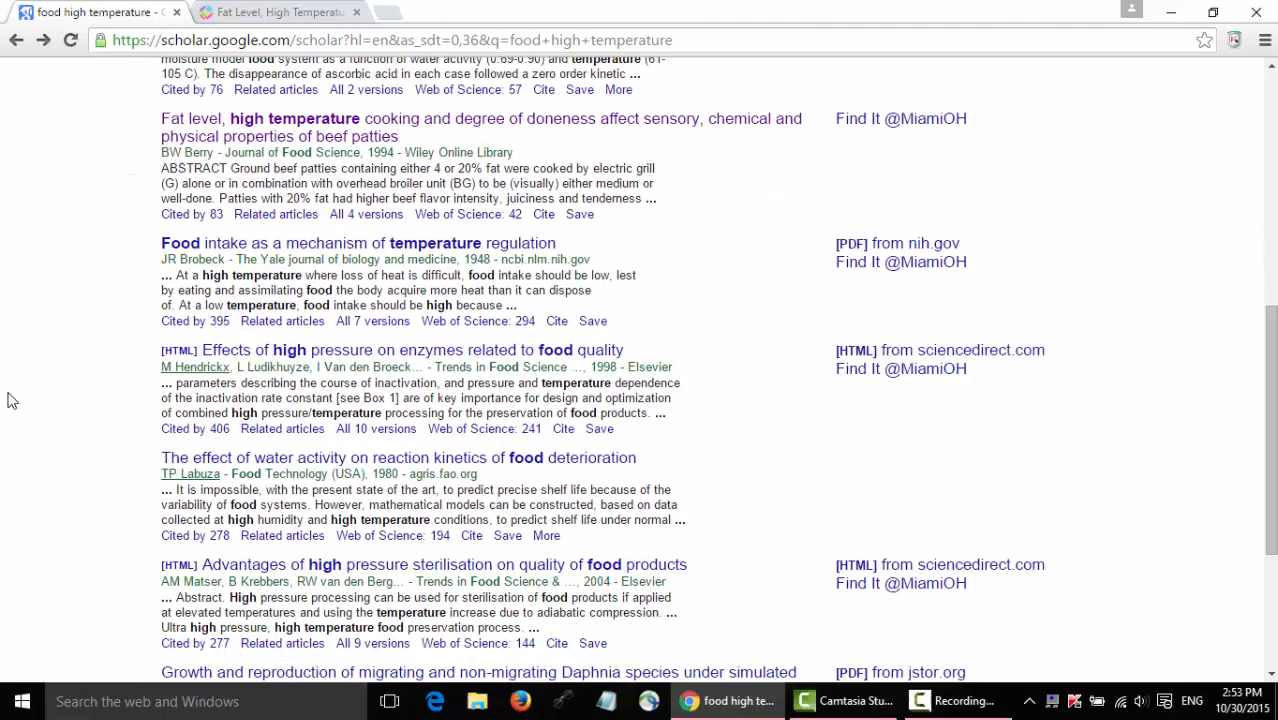 food high temperature - G
Fat Level, High Temperatu
https://scholar.google.com/scholar?hl=en&as_sdt=0,36&q=food+high+temperature
moisture model food system as a function of water activity (0.69-0.90) and temperature (61-
105 C). The disappearance of ascorbic acid in each case followed a zero order kinetic ...
Cited by 76 Related articles All 2 versions Web of Science: 57 Cite Save More
Fat level, high temperature cooking and degree of doneness affect sensory, chemical and
Find It @MiamiOH
physical properties of beef patties
BW Berry - Journal of Food Science, 1994 - Wiley Online Library
ABSTRACT Ground beef patties containing either 4 or 20% fat were cooked by electric grill
(G) alone or in combination with overhead broiler unit (BG) to be (visually) either medium or
well-done. Patties with 20% fat had higher beef flavor intensity, juiciness and tenderness ...
Cited by 83 Related articles All 4 versions Web of Science: 42 Cite Save
Food intake as a mechanism of temperature regulation
[PDF] from nih.gov
JR Brobeck - The Yale journal of biology and medicine, 1948 - ncbi.nlm.nih.gov
Find It @MiamiOH
... At a high temperature where loss of heat is difficult, food intake should be low, lest
by eating and assimilating food the body acquire more heat than it can dispose
of. At a low temperature, food intake should be high because ...
Cited by 395 Related articles All 7 versions Web of Science: 294 Cite Save
[HTML] Effects of high pressure on enzymes related to food quality
[HTML] from sciencedirect.com
M Hendrickx, L Ludikhuyze, I Van den Broeck... - Trends in Food Science ..., 1998 - Elsevier
Find It @MiamiOH
... parameters describing the course of inactivation, and pressure and temperature dependence
of the inactivation rate constant [see Box 1] are of key importance for design and optimization
of combined high pressure/temperature processing for the preservation of food products. ...
Cited by 406 Related articles All 10 versions Web of Science: 241 Cite Save
The effect of water activity on reaction kinetics of food deterioration
TP Labuza - Food Technology (USA), 1980 - agris.fao.org
... It is impossible, with the present state of the art, to predict precise shelf life because of the
variability of food systems. However, mathematical models can be constructed, based on data
collected at high humidity and high temperature conditions, to predict shelf life under normal ...
Cited by 278 Related articles Web of Science: 194 Cite Save More
[HTML] Advantages of high pressure sterilisation on quality of food products
[HTML] from sciencedirect.com
AM Matser, B Krebbers, RW van den Berg... - Trends in Food Science & ..., 2004 - Elsevier
Find It @MiamiOH
... Abstract. High pressure processing can be used for sterilisation of food products if applied
at elevated temperatures and using the temperature increase due to adiabatic compression. ...
Ultra high pressure, high temperature food preservation process. ...
Cited by 277 Related articles All 9 versions Web of Science: 144 Cite Save
Growth and reproduction of migrating and non-migrating Daphnia species under simulated
[PDF] from jstor.org
Search the web and Windows
food high te...
Camtasia Stu...
Recording...
ENG
2:53 PM
10/30/2015